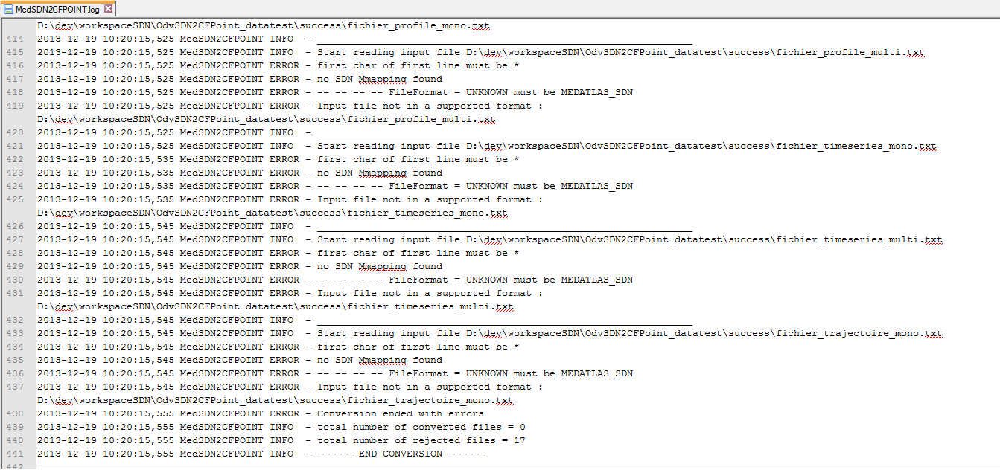 MedSDN2CFPOINT.log
D:\dev\workspaceSDN\OdvSDN2CFPoint_datatest\success\fichier_profile_mono.txt
414 2013-12-19 10:20:15,525 MedSDN2CFPOINT INFO  - _______________________________________________________________
415 2013-12-19 10:20:15,525 MedSDN2CFPOINT INFO  - Start reading input file D:\dev\workspaceSDN\OdvSDN2CFPoint_datatest\success\fichier_profile_multi.txt
416 2013-12-19 10:20:15,525 MedSDN2CFPOINT ERROR - first char of first line must be *
417 2013-12-19 10:20:15,525 MedSDN2CFPOINT ERROR - no SDN Mmapping found
418 2013-12-19 10:20:15,525 MedSDN2CFPOINT ERROR - -- -- -- -- FileFormat = UNKNOWN must be MEDATLAS_SDN
419 2013-12-19 10:20:15,525 MedSDN2CFPOINT ERROR - Input file not in a supported format :
D:\dev\workspaceSDN\OdvSDN2CFPoint_datatest\success\fichier_profile_multi.txt
420 2013-12-19 10:20:15,525 MedSDN2CFPOINT INFO  - _______________________________________________________________
421 2013-12-19 10:20:15,525 MedSDN2CFPOINT INFO  - Start reading input file D:\dev\workspaceSDN\OdvSDN2CFPoint_datatest\success\fichier_timeseries_mono.txt
422 2013-12-19 10:20:15,535 MedSDN2CFPOINT ERROR - first char of first line must be *
423 2013-12-19 10:20:15,535 MedSDN2CFPOINT ERROR - no SDN Mmapping found
424 2013-12-19 10:20:15,535 MedSDN2CFPOINT ERROR - -- -- -- -- FileFormat = UNKNOWN must be MEDATLAS_SDN
425 2013-12-19 10:20:15,535 MedSDN2CFPOINT ERROR - Input file not in a supported format :
D:\dev\workspaceSDN\OdvSDN2CFPoint_datatest\success\fichier_timeseries_mono.txt
426 2013-12-19 10:20:15,545 MedSDN2CFPOINT INFO  - _______________________________________________________________
427 2013-12-19 10:20:15,545 MedSDN2CFPOINT INFO  - Start reading input file D:\dev\workspaceSDN\OdvSDN2CFPoint_datatest\success\fichier_timeseries_multi.txt
428 2013-12-19 10:20:15,545 MedSDN2CFPOINT ERROR - first char of first line must be *
429 2013-12-19 10:20:15,545 MedSDN2CFPOINT ERROR - no SDN Mmapping found
430 2013-12-19 10:20:15,545 MedSDN2CFPOINT ERROR - -- -- -- -- FileFormat = UNKNOWN must be MEDATLAS_SDN
431 2013-12-19 10:20:15,545 MedSDN2CFPOINT ERROR - Input file not in a supported format :
D:\dev\workspaceSDN\OdvSDN2CFPoint_datatest\success\fichier_timeseries_multi.txt
432 2013-12-19 10:20:15,545 MedSDN2CFPOINT INFO  - _______________________________________________________________
433 2013-12-19 10:20:15,545 MedSDN2CFPOINT INFO  - Start reading input file D:\dev\workspaceSDN\OdvSDN2CFPoint_datatest\success\fichier_trajectoire_mono.txt
434 2013-12-19 10:20:15,545 MedSDN2CFPOINT ERROR - first char of first line must be *
435 2013-12-19 10:20:15,545 MedSDN2CFPOINT ERROR - no SDN Mmapping found
436 2013-12-19 10:20:15,545 MedSDN2CFPOINT ERROR - -- -- -- -- FileFormat = UNKNOWN must be MEDATLAS_SDN
437 2013-12-19 10:20:15,545 MedSDN2CFPOINT ERROR - Input file not in a supported format :
D:\dev\workspaceSDN\OdvSDN2CFPoint_datatest\success\fichier_trajectoire_mono.txt
438 2013-12-19 10:20:15,555 MedSDN2CFPOINT ERROR - Conversion ended with errors
439 2013-12-19 10:20:15,555 MedSDN2CFPOINT INFO  - total number of converted files = 0
440 2013-12-19 10:20:15,555 MedSDN2CFPOINT INFO  - total number of rejected files = 17
441 2013-12-19 10:20:15,555 MedSDN2CFPOINT INFO  - ------ END CONVERSION ------
442